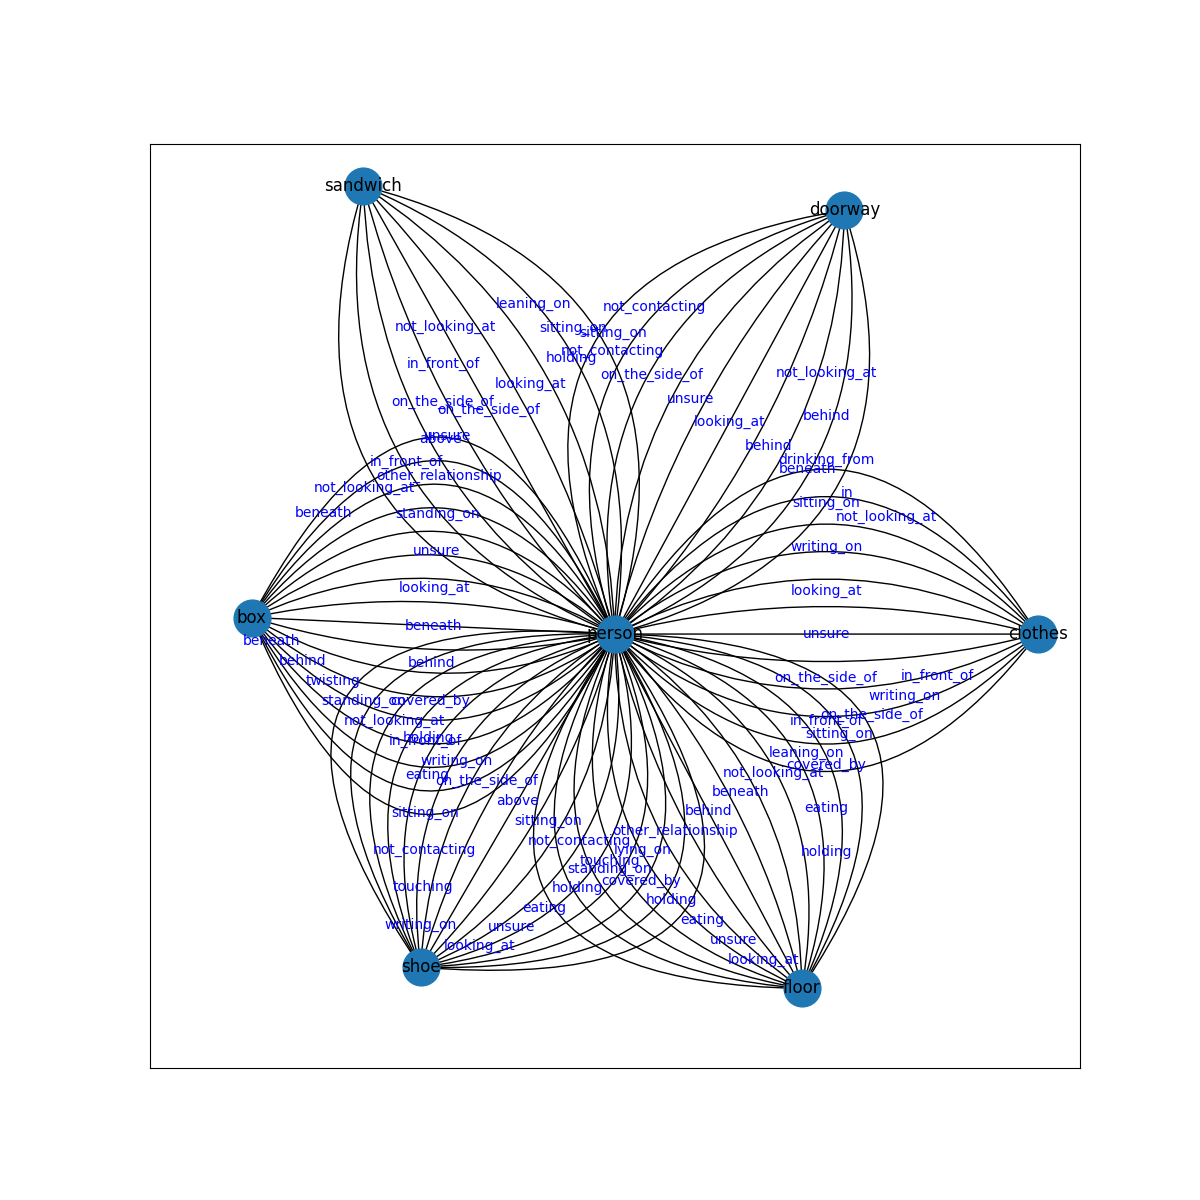 sandwich
doorway
leaning_on
not_contacting
not_looking_at
sitting_on
sitting_on
not_contacting
holding
in_front_of
on_the_side_of
not_looking_at
looking_at
unsure
on_the_side_of
on_the_side_of
behind
looking_at
unsure
above
behind
in_front_of
drinking_from
beneath
other_relationship
not_looking_at
in
sitting_on
beneath
standing_on
not_looking_at
unsure
writing_on
looking_at
looking_at
box
beneath
person
unsure
clothes
beneath
behind
behind
twisting
on_the_side_of
in_front_of
standing_on
covered_by
writing_on
not_looking_at
in_front_of
on_the_side_of
holding
in_front_of
sitting_on
writing_on
leaning_on
covered_by
eating
on_the_side_of
not_looking_at
beneath
above
sitting_on
sitting_on
behind
eating
not_contacting
other_relationship
not_contacting
lying_on
holding
touching
standing_on
touching
holding
covered_by
eating
holding
writing_on
unsure
eating
looking_at
unsure
shoe
looking_at
floor